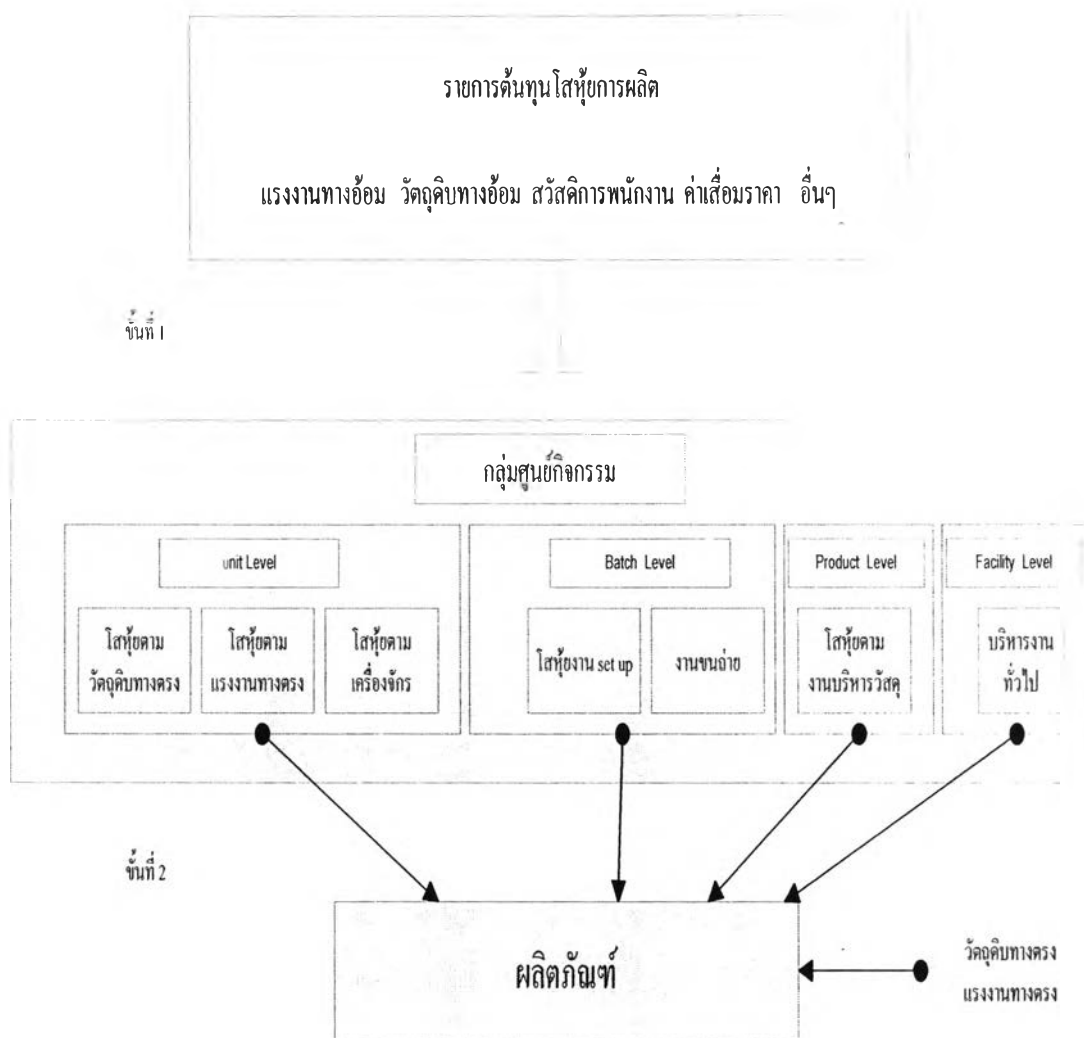 รายการต้นทุนโสหุ้ยการผลิต
แรงงานทางอ้อม วัตถุดิบทางอ้อม สวัสดิการพนักงาน ค่าเสื่อมราคา อื่นๆ
ขั้นที่ 1
กลุ่มศูนย์กิจกรรม
unit Level
Batch Level
Product Level
Facility Level
โสหุ้ยตาม
วัตถุดิบทางตรง
โสหุ้ยตาม
แรงงานทางตรง
โสหุ้ยตาม
เครื่องจักร
โสหุ้ยงาน set up
งานขนถ่าย
โสหุ้ยตาม
งานบริหารวัสดุ
บริหารงาน
ทั่วไป
ขั้นที่ 2
ผลิตภัณฑ์
วัตถุดิบทางตรง
แรงงานทางตรง